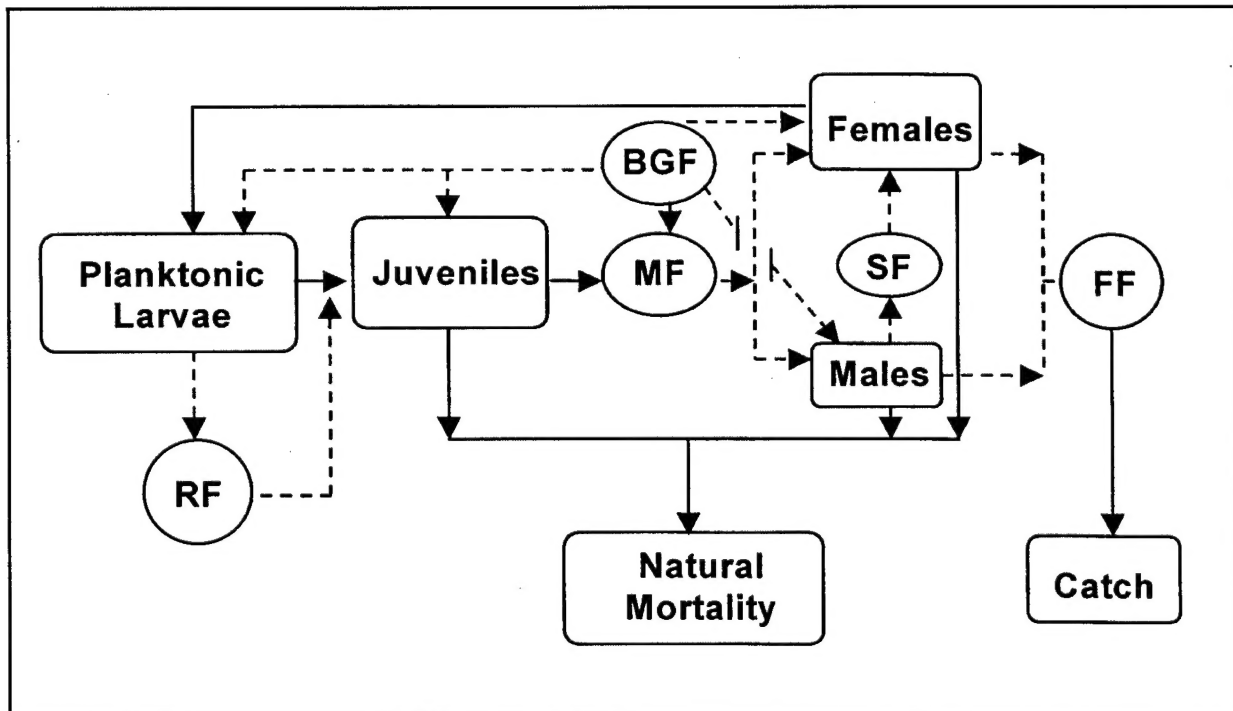 Females
BGF
Planktonic
Larvae
Juveniles
MF
SF
FF
Males
RF
Natural
Mortality
Catch